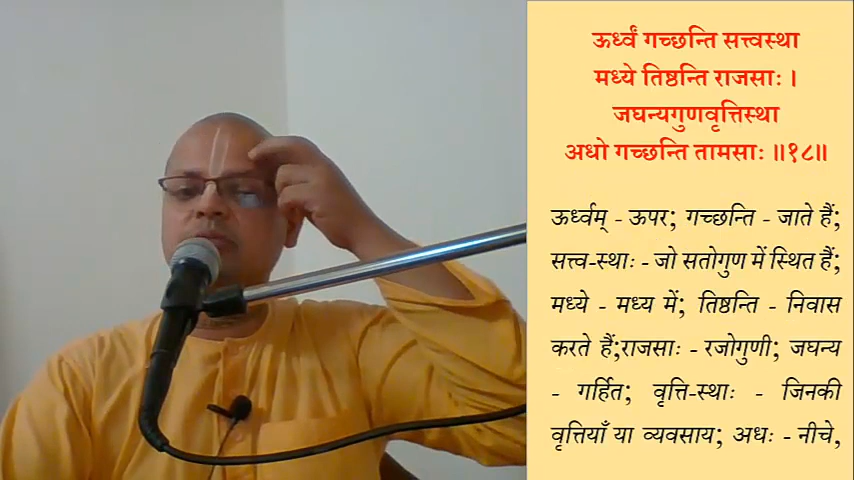 ऊर्ध्वं गच्छन्ति सत्त्वस्था
मध्ये तिष्ठन्ति राजसाः ।
जघन्यगुणवृत्तिस्था
अधो गच्छन्ति तामसाः ॥१८॥
ऊर्ध्वम् - ऊपर; गच्छन्ति - जाते हैं;
सत्त्व-स्थाः - जो सतोगुण में स्थित हैं;
मध्ये - मध्य में; तिष्ठन्ति - निवास
करते हैं;राजसाः - रजोगुणी; जघन्य
- गर्हित; वृत्ति-स्थाः - जिनकी
वृत्तियाँ या व्यवसाय; अधः - नीचे,